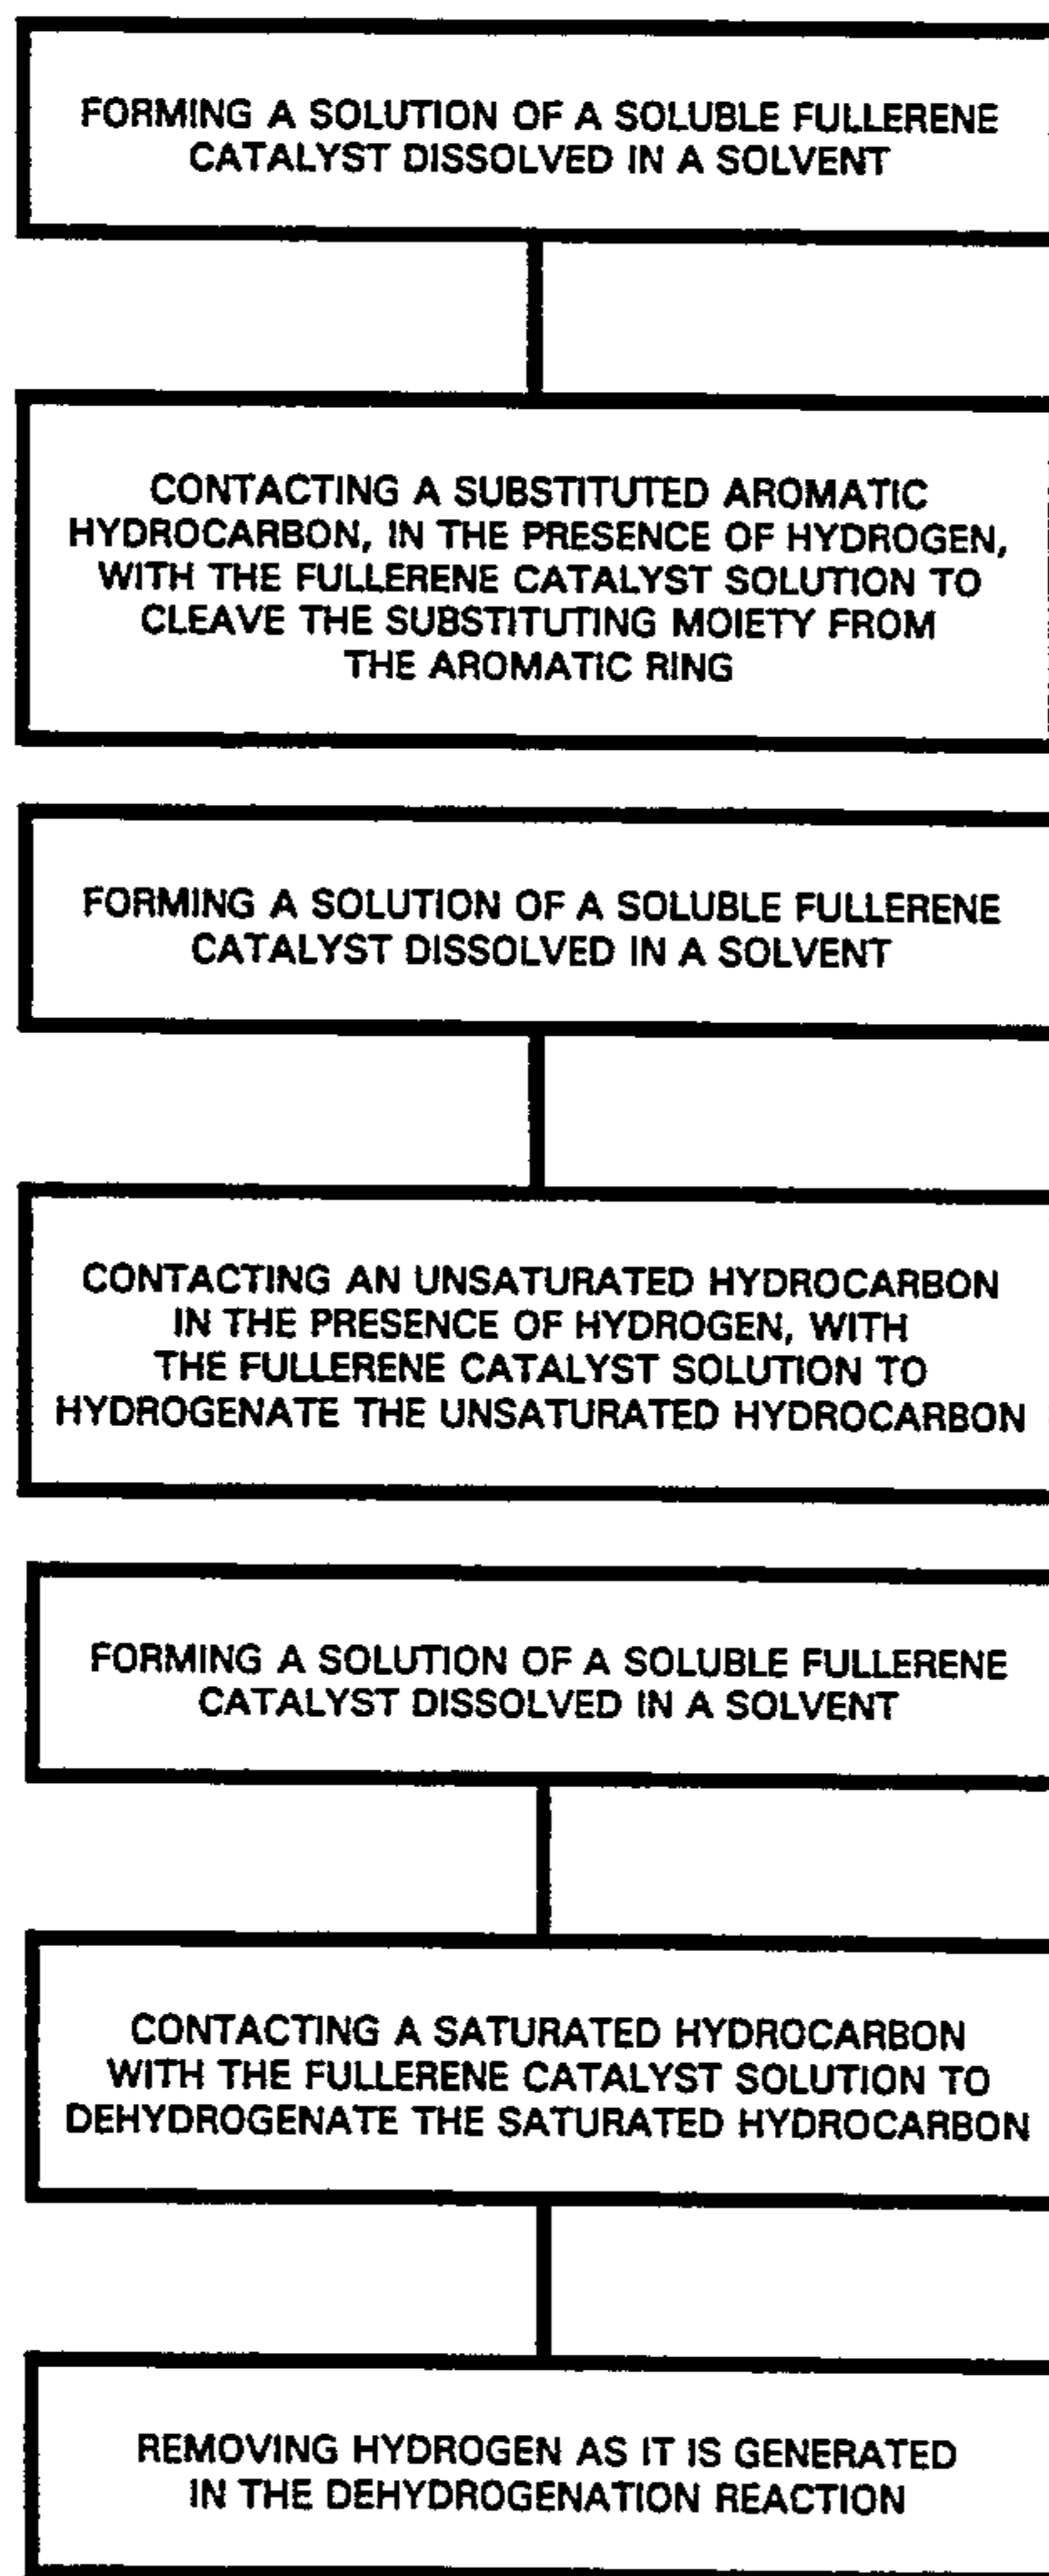 FORMING A SOLUTION OF A SOLUBLE FULLERENE
CATALYST DISSOLVED IN A SOLVENT
CONTACTING A SUBSTITUTED AROMATIC
HYDROCARBON, IN THE PRESENCE OF HYDROGEN,
WITH THE FULLERENE CATALYST SOLUTION TO
CLEAVE THE SUBSTITUTING MOIETY FROM
THE AROMATIC RING
FORMING A SOLUTION OF A SOLUBLE FULLERENE
CATALYST DISSOLVED IN A SOLVENT
CONTACTING AN UNSATURATED HYDROCARBON
IN THE PRESENCE OF HYDROGEN, WITH
THE FULLERENE CATALYST SOLUTION TO
HYDROGENATE THE UNSATURATED HYDROCARBON
FORMING A SOLUTION OF A SOLUBLE FULLERENE
CATALYST DISSOLVED IN A SOLVENT
CONTACTING A SATURATED HYDROCARBON
WITH THE FULLERENE CATALYST SOLUTION TO
DEHYDROGENATE THE SATURATED HYDROCARBON
REMOVING HYDROGEN AS IT IS GENERATED
IN THE DEHYDROGENATION REACTION